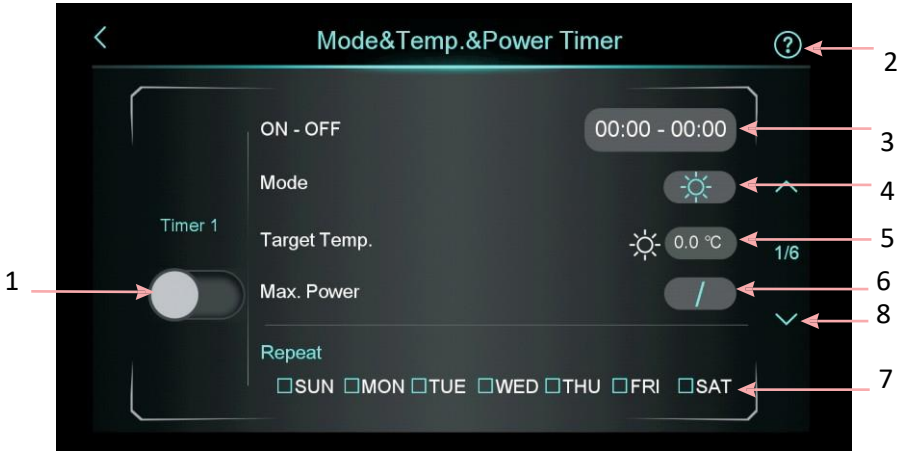 Mode&Temp.&Power Timer
?
2
ON - OFF
00:00 - 00:00
3
Mode
4
Timer 1
Target Temp.
0.0 ℃
5
1/6
1
Max. Power
/
6
8
Repeat
SUN MON TUE WED THU FRI SAT
7